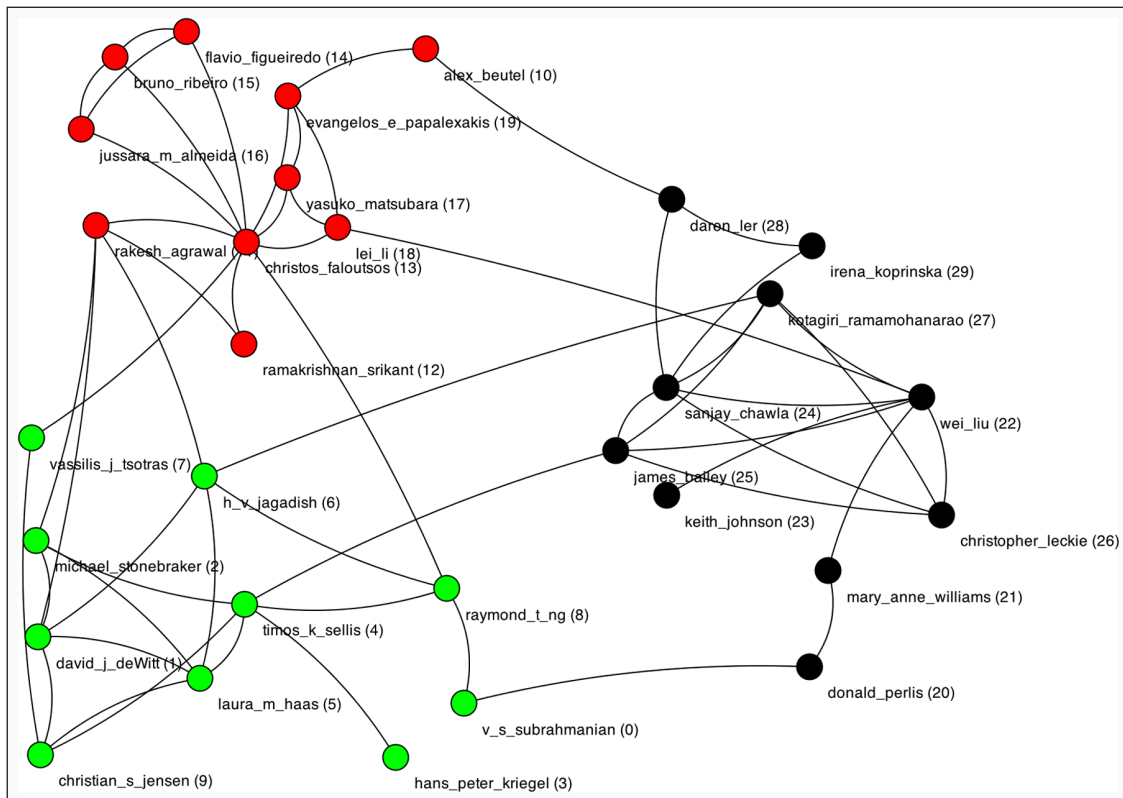 flavio_figueiredo (14)
alex_beutel (10)
bruno_ribeiro (15)
evangelos_e_papalexakis (19)
jussara_m_almeida (16)
yasuko_matsubara (17)
daron_ler (28)
rakesh_agrawal
lei_li (18)
christos_faloutsos (13)
irena_koprinska (29)
kotagiri_ramamohanarao (27)
ramakrishnan_srikant (12)
sanjay_chawla (24)
wei_liu (22)
vassilis_j_tsotras (7)
james_bailey (25)
h_v_jagadish (6)
keith_johnson (23)
christopher_leckie (26)
michael_stonebraker (2)
mary_anne_williams (21)
raymond_t_ng (8)
timos_k_sellis (4)
david_j_deWitt (1)
donald_perlis (20)
laura_m_haas (5)
v_s_subrahmanian (0)
christian_s_jensen (9)
hans_peter_kriegel (3)